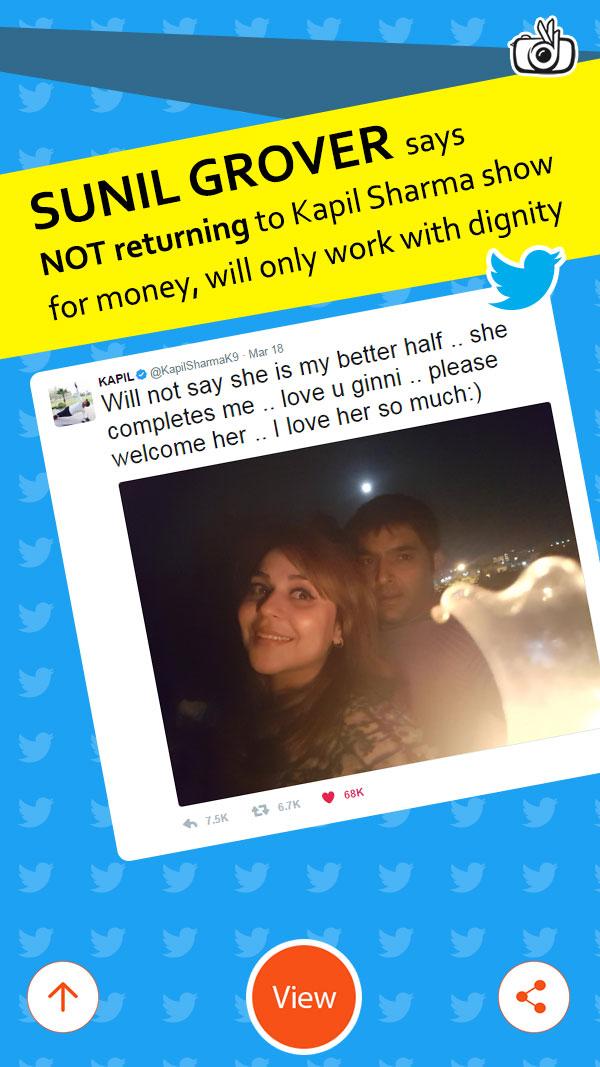 SUNIL GROVER says
NOT returning to Kapil Sharma show
for money, will only work with dignity
KAPIL @KapilSharmaK9 · Mar 18
Will not say she is my better half .. she
completes me .. love u ginni .. please
welcome her .. I love her so much:)
7.5K 6.7K 68K
View